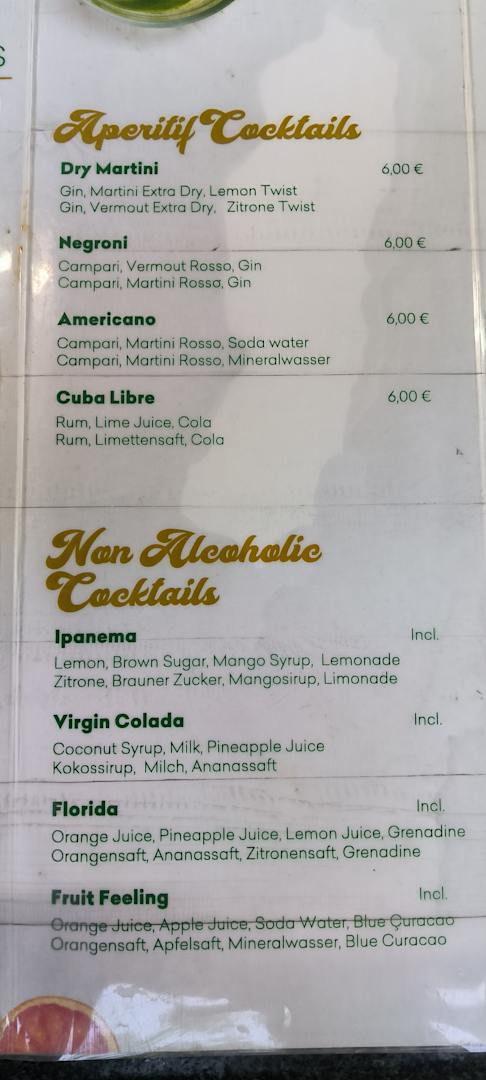 S
Aperitif Cocktails
Dry Martini 6,00 €
Gin, Martini Extra Dry, Lemon Twist
Gin, Vermout Extra Dry, Zitrone Twist
Negroni 6,00 €
Campari, Vermout Rosso, Gin
Campari, Martini Rosso, Gin
Americano 6,00 €
Campari, Martini Rosso, Soda water
Campari, Martini Rosso, Mineralwasser
Cuba Libre 6,00 €
Rum, Lime Juice, Cola
Rum, Limettensaft, Cola
Non Alcoholic
Cocktails
Ipanema Incl.
Lemon, Brown Sugar, Mango Syrup, Lemonade
Zitrone, Brauner Zucker, Mangosirup, Limonade
Virgin Colada Incl.
Coconut Syrup, Milk, Pineapple Juice
Kokossirup, Milch, Ananassaft
Florida Incl.
Orange Juice, Pineapple Juice, Lemon Juice, Grenadine
Orangensaft, Ananassaft, Zitronensaft, Grenadine
Fruit Feeling Incl.
Orange Juice, Apple Juice, Soda Water, Blue Çuracao
Orangensaft, Apfelsaft, Mineralwasser, Blue Curacao